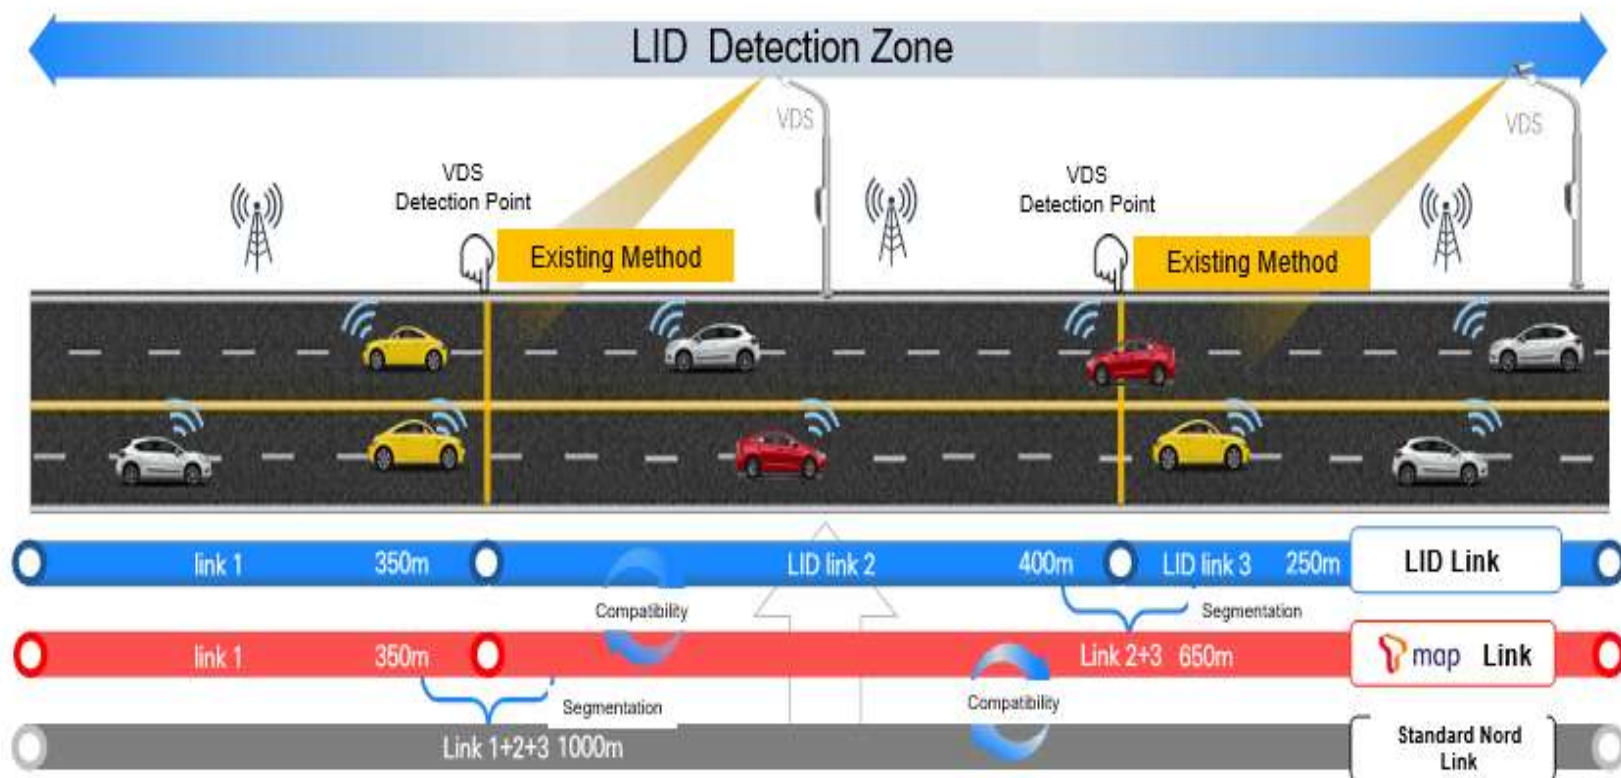 LID Detection Zone
VDS
VDS
VDS
Detection Point
VDS
Detection Point
Existing Method
Existing Method
link 1
350m
LID link 2
400m
LID link 3
250m
LID Link
Compatibility
Segmentation
link 1
350m
Link 2+3 650m
map Link
Segmentation
Compatibility
Link 1+2+3 1000m
Standard Nord
Link